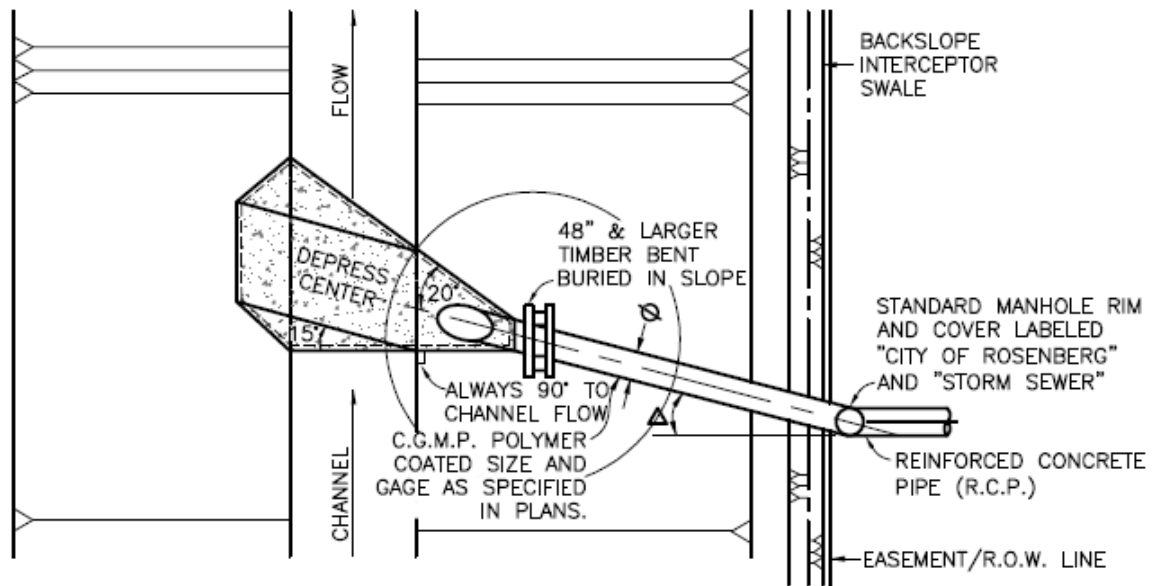 BACKSLOPE
INTERCEPTOR
SWALE
FLOW
48" & LARGER
TIMBER BENT
BURIED IN SLOPE
DEPRESS
CENTER
20°
15°
Ø
STANDARD MANHOLE RIM
AND COVER LABELED
"CITY OF ROSENBERG"
AND "STORM SEWER"
ALWAYS 90° TO
CHANNEL FLOW
C.G.M.P. POLYMER
COATED SIZE AND
GAGE AS SPECIFIED
IN PLANS.
Δ
REINFORCED CONCRETE
PIPE (R.C.P.)
CHANNEL
EASEMENT/R.O.W. LINE